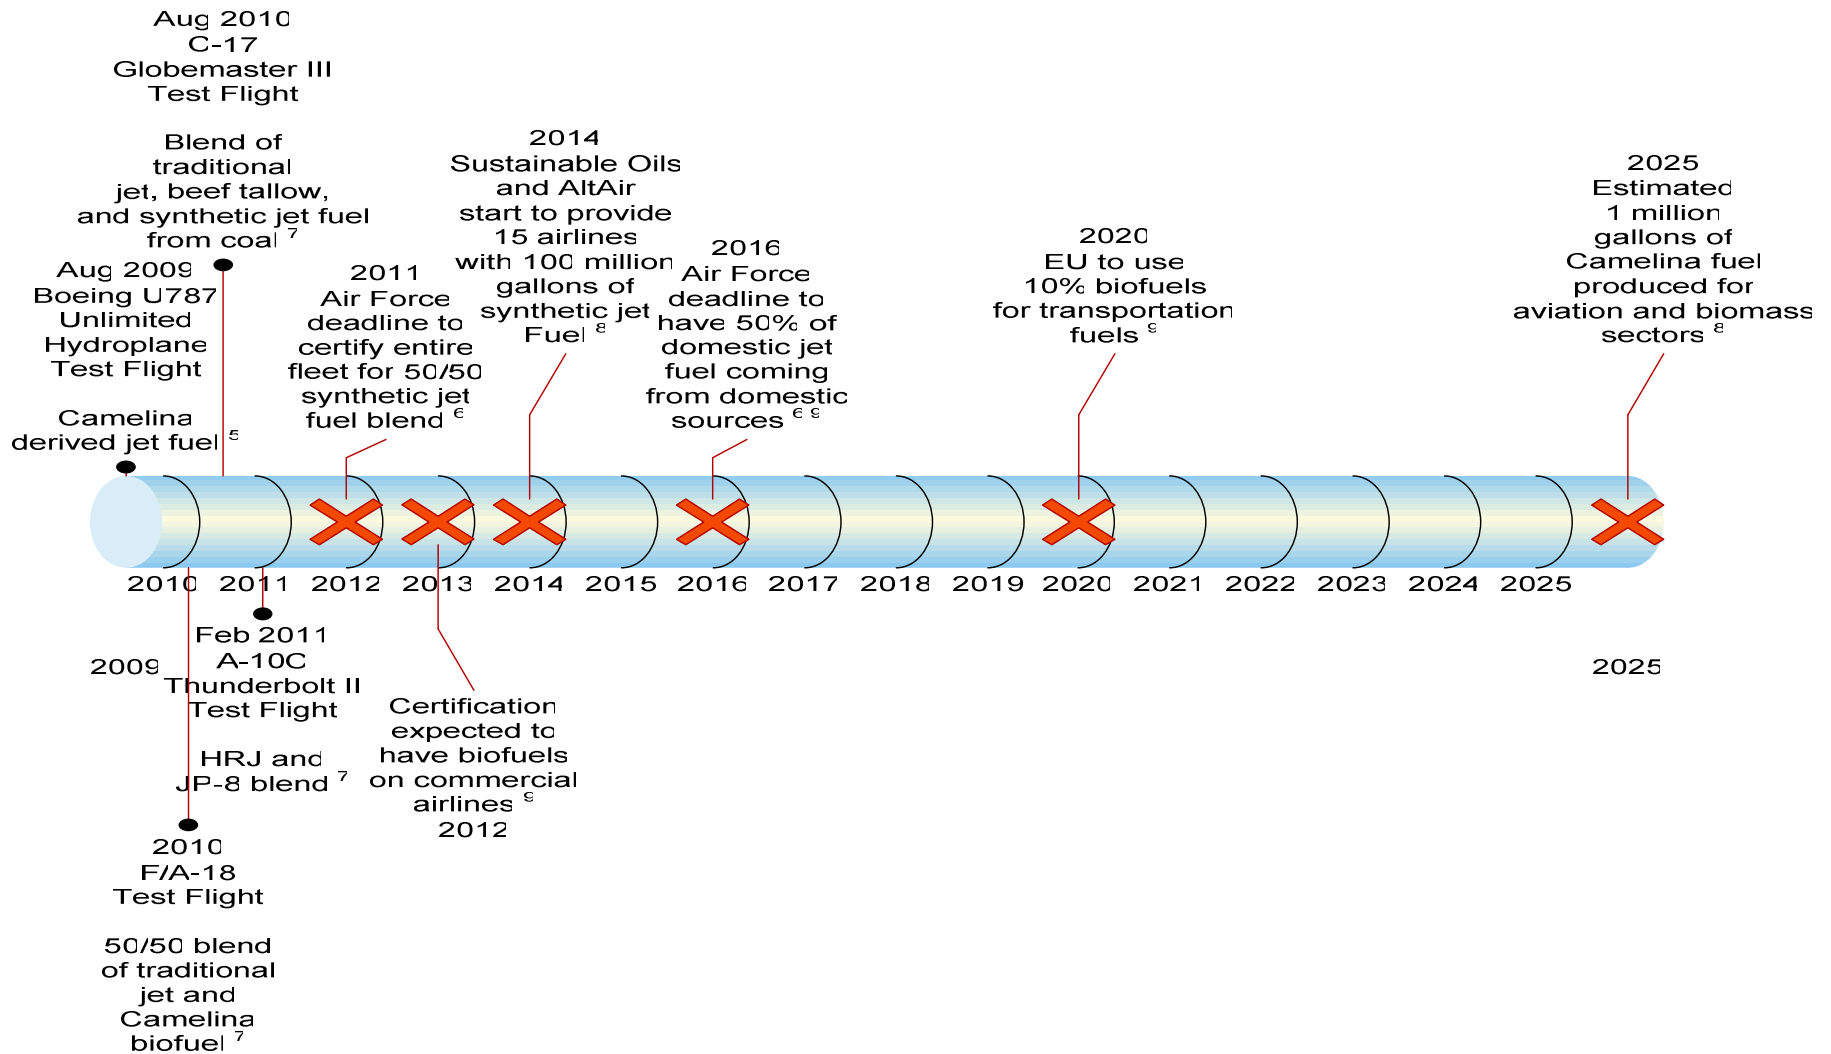 Aug 2010
C-17
Globemaster III
Test Flight
Blend of
traditional
jet, beef tallow,
and synthetic jet fuel
from coal 7
Aug 2009
Boeing U787
Unlimited
Hydroplane
Test Flight
Camelina
derived jet fuel 5
2011
Air Force
deadline to
certify entire
fleet for 50/50
synthetic jet
fuel blend 6
2014
Sustainable Oils
and AltAir
start to provide
15 airlines
with 100 million
gallons of
synthetic jet
Fuel 8
2016
Air Force
deadline to
have 50% of
domestic jet
fuel coming
from domestic
sources 6 9
2020
EU to use
10% biofuels
for transportation
fuels 9
2025
Estimated
1 million
gallons of
Camelina fuel
produced for
aviation and biomass
sectors 8
2010 2011 2012 2013 2014 2015 2016 2017 2018 2019 2020 2021 2022 2023 2024 2025
2009
2025
Feb 2011
A-10C
Thunderbolt II
Test Flight
HRJ and
JP-8 blend 7
Certification
expected to
have biofuels
on commercial
airlines 9
2012
2010
F/A-18
Test Flight
50/50 blend
of traditional
jet and
Camelina
biofuel 7